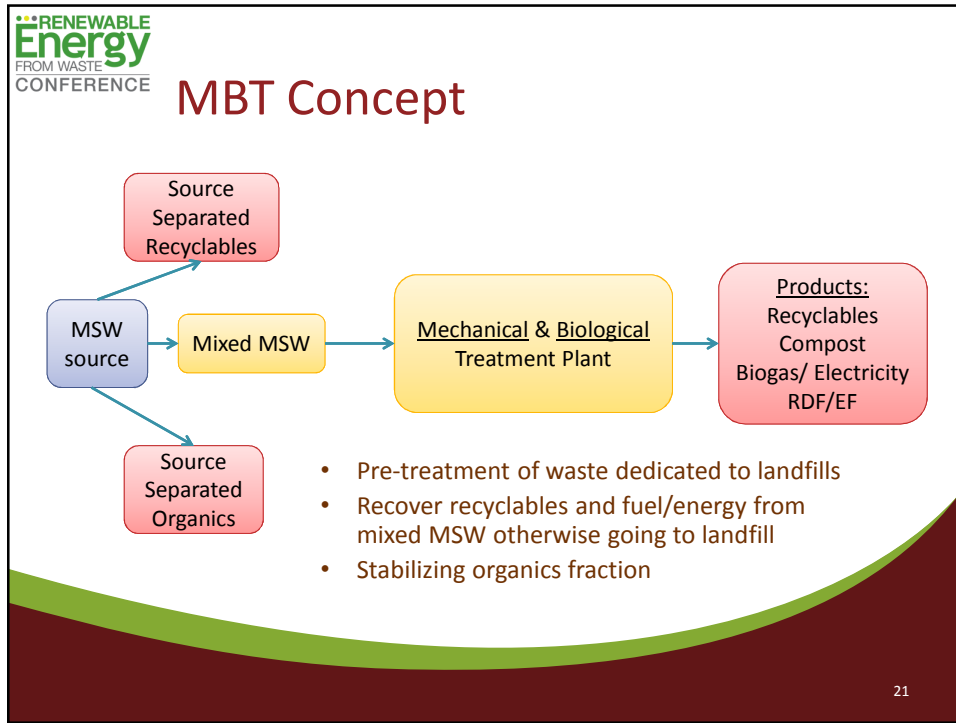 RENEWABLE
Energy
FROM WASTE
CONFERENCE
MBT Concept
Source
Separated
Recyclables
MSW
source
Mixed MSW
Mechanical & Biological
Treatment Plant
Products:
Recyclables
Compost
Biogas/ Electricity
RDF/EF
Source
Separated
Organics
• Pre-treatment of waste dedicated to landfills
• Recover recyclables and fuel/energy from
mixed MSW otherwise going to landfill
• Stabilizing organics fraction
21